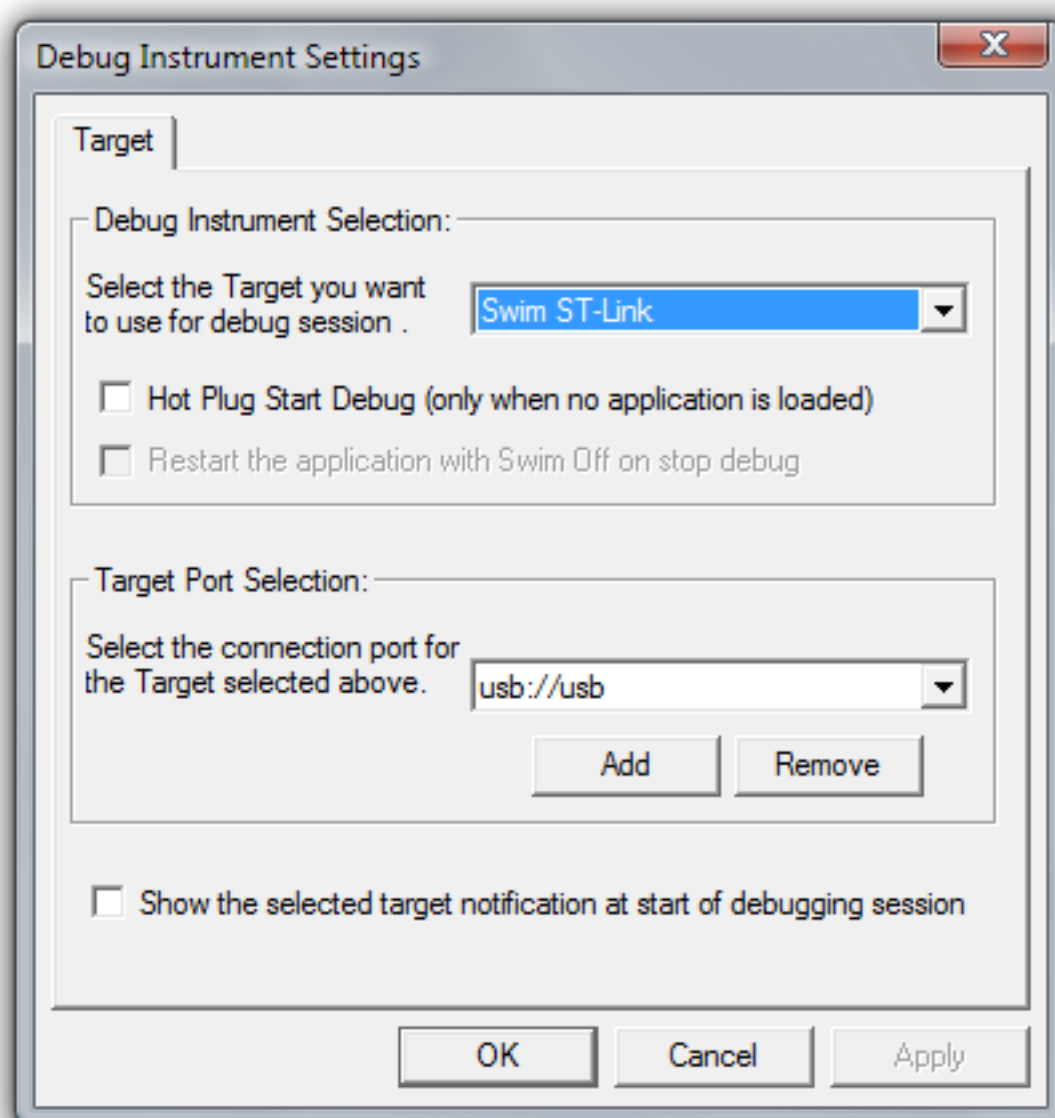 Debug Instrument Settings
Target
Debug Instrument Selection:
Select the Target you want
to use for debug session .
Swim ST-Link
Hot Plug Start Debug (only when no application is loaded)
Restart the application with Swim Off on stop debug
Target Port Selection:
Select the connection port for
the Target selected above.
usb://usb
Add Remove
Show the selected target notification at start of debugging session
OK Cancel Apply